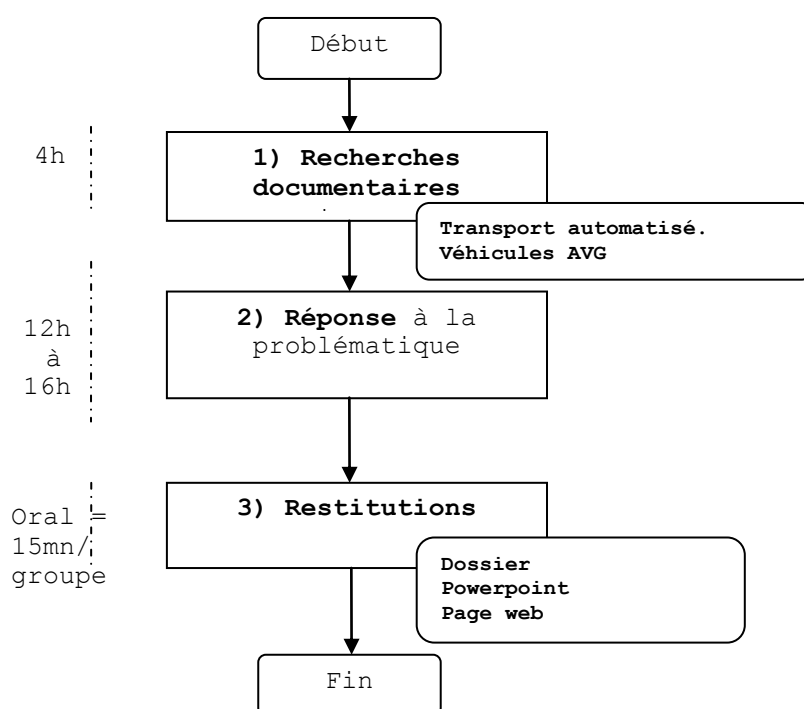 Début
4h
1) Recherches
documentaires
Transport automatisé.
Véhicules AVG
12h
à
16h
2) Réponse à la
problématique
Oral =
15mn/
groupe
3) Restitutions
Dossier
Powerpoint
Page web
Fin